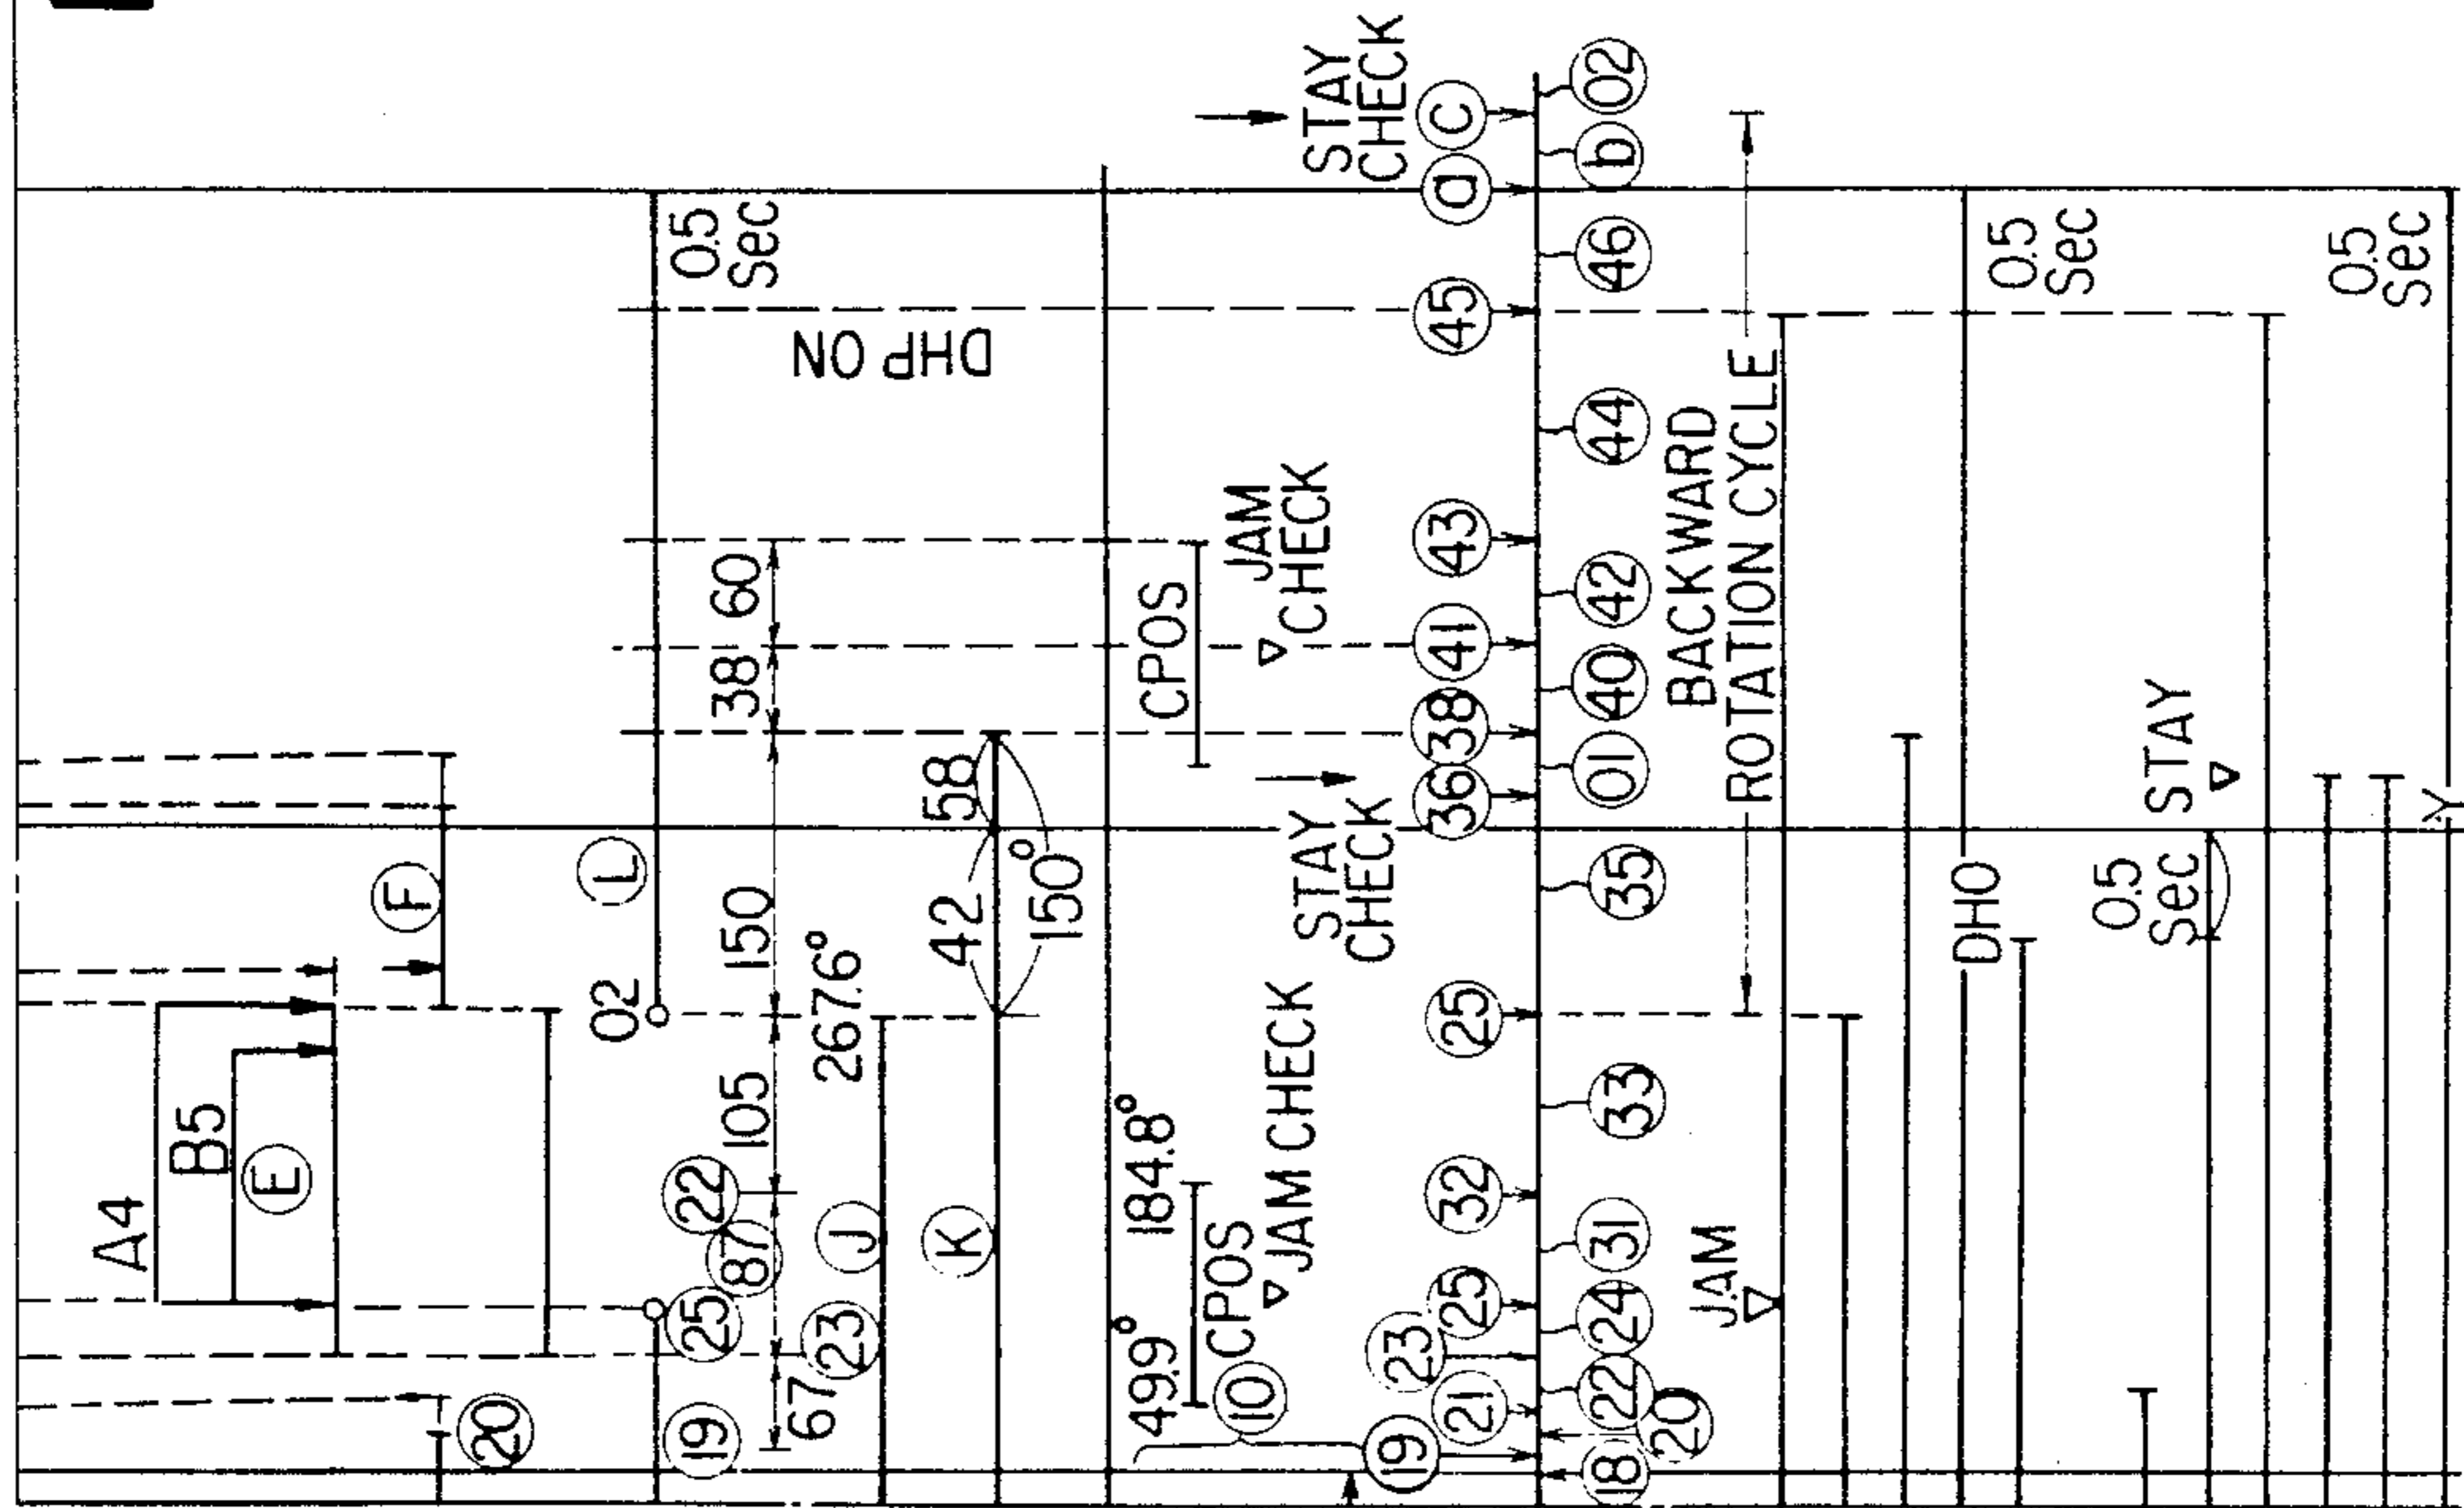 A4
B5
E
F
20
19
25
22
02
L
0.5
Sec
67
87
105
150
38
60
23
J
267.6°
DHP ON
K
42
58
150°
49.9°
184.8°
10
CPOS
JAM CHECK
STAY
CHECK
CPOS
JAM
CHECK
STAY
CHECK
19
21
23
25
32
25
36
38
41
43
45
a
c
18
20
22
24
31
33
35
01
40
42
44
46
b
02
BACKWARD
ROTATION CYCLE
JAM
DHO
0.5
Sec
0.5
Sec
STAY
0.5
Sec
Y